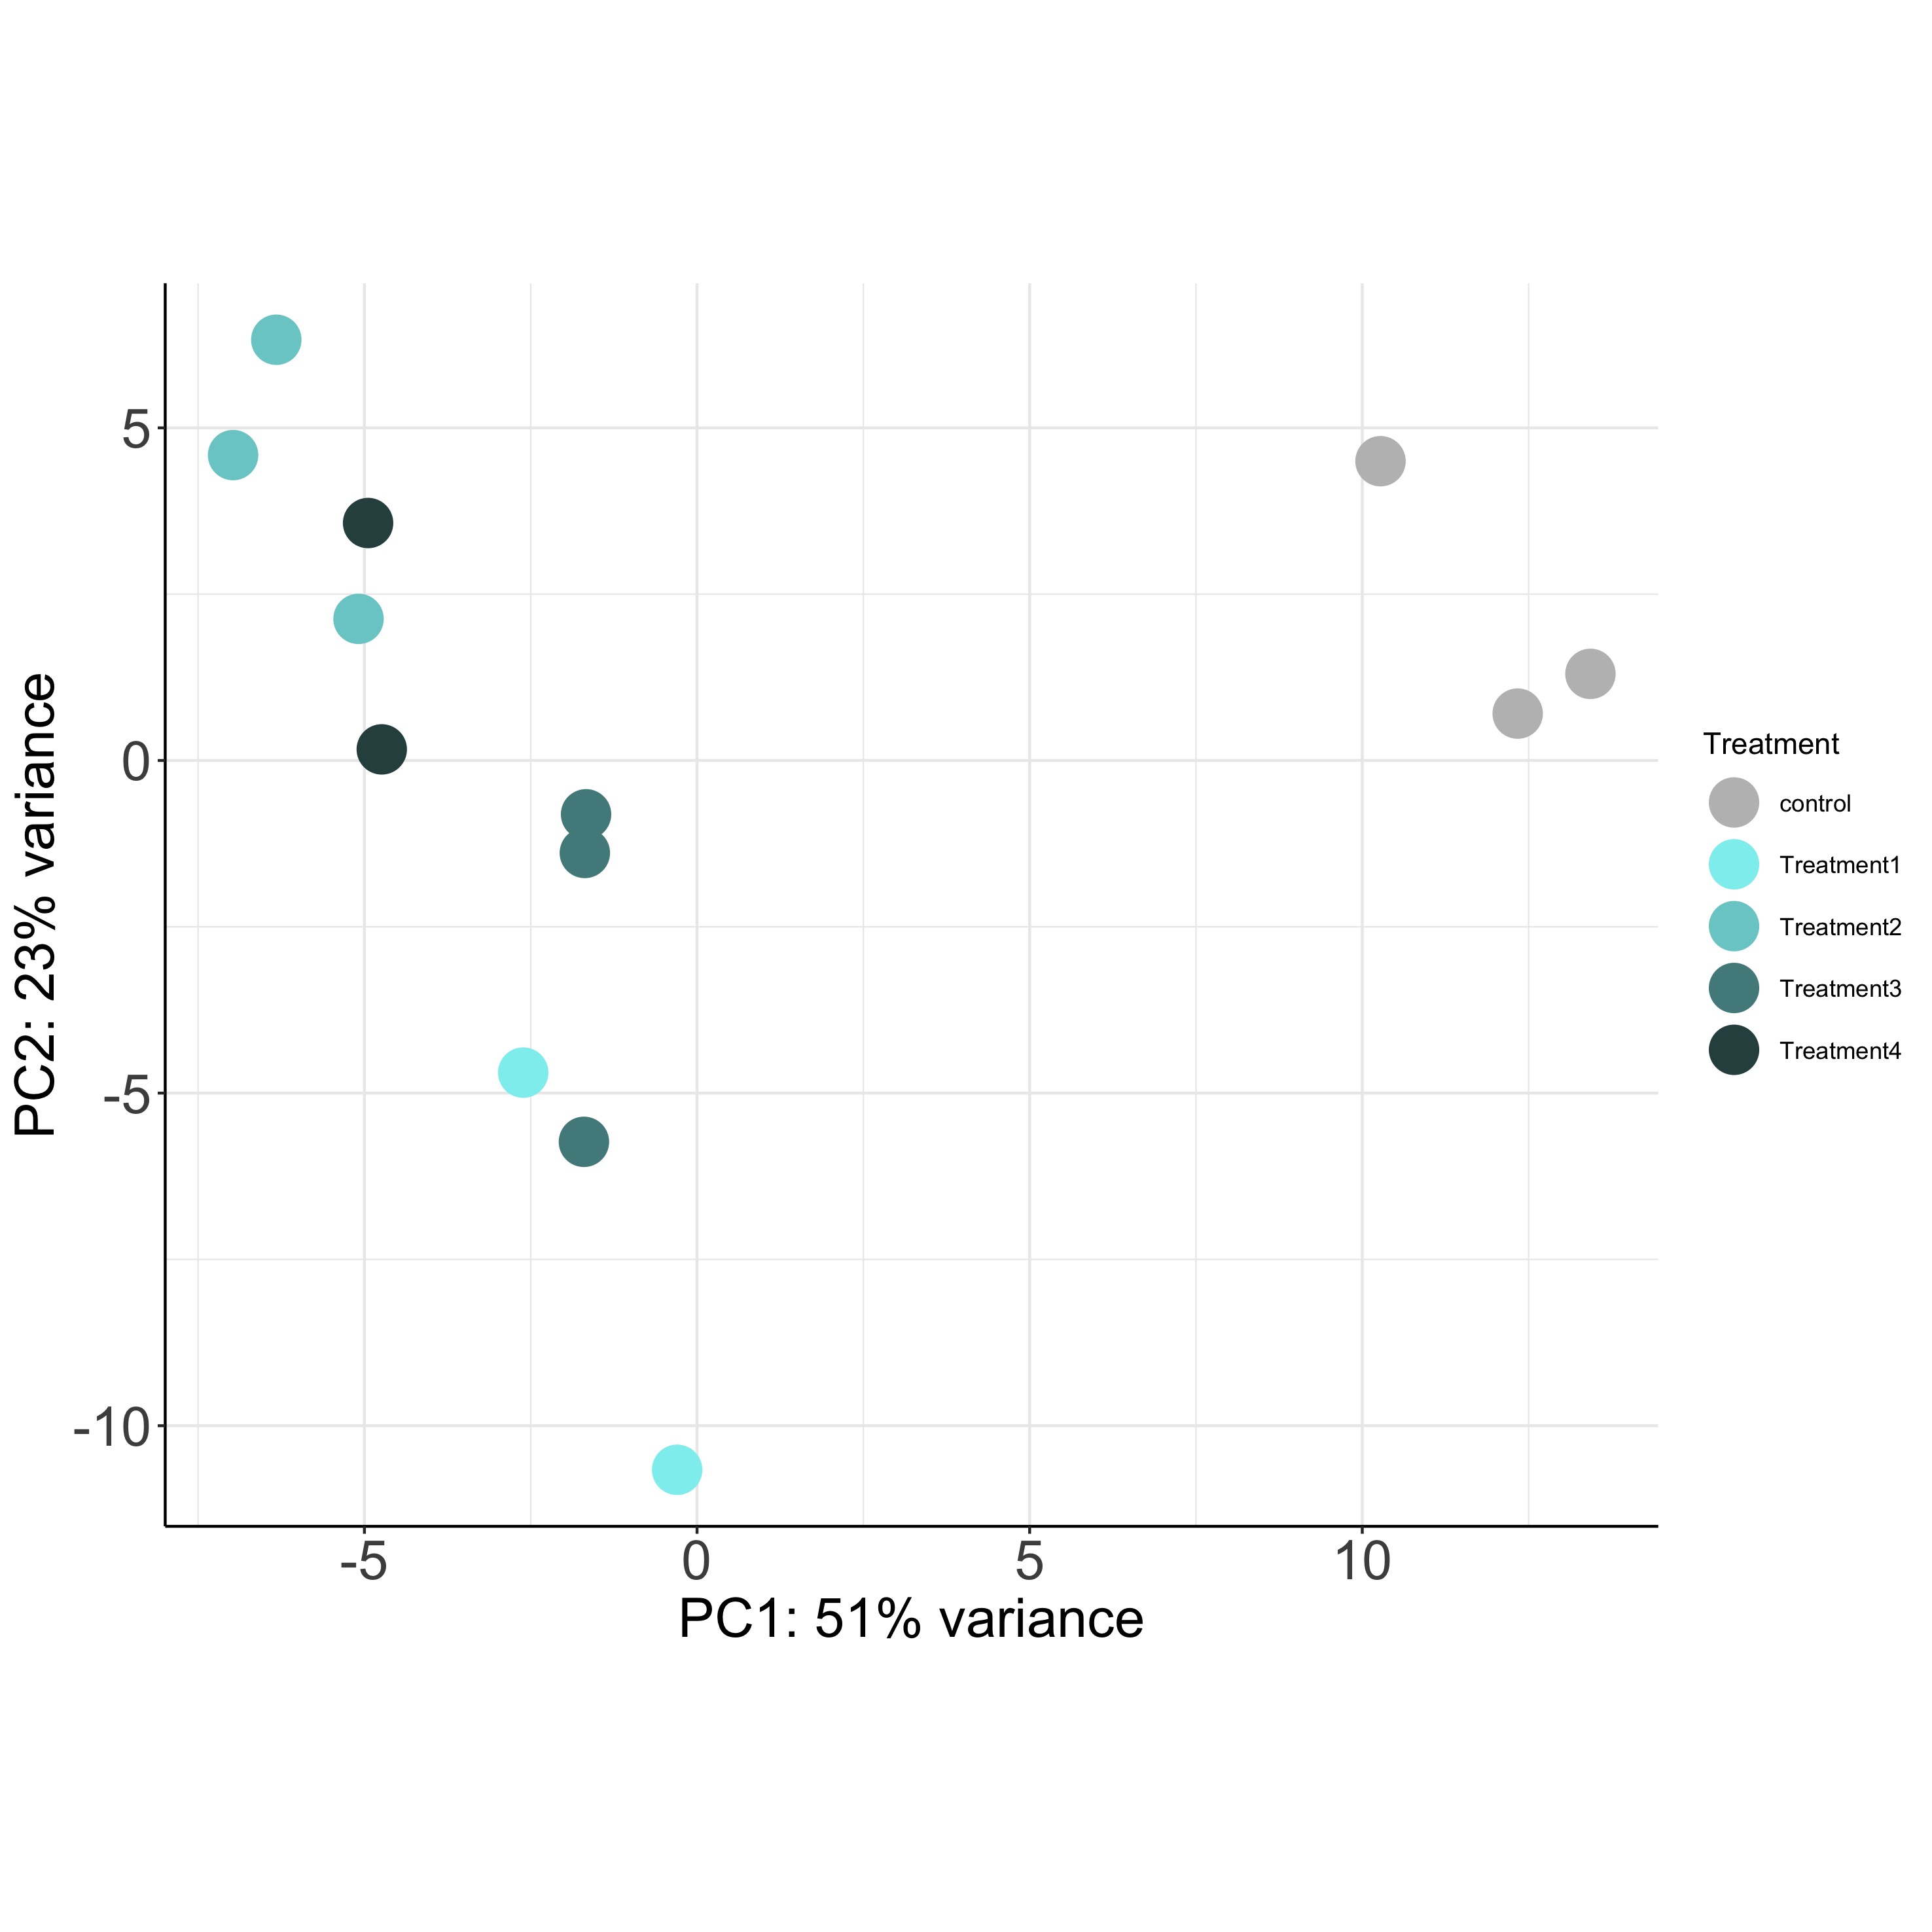 PC2: 23% variance
5
0
-5
-10
-5
0
5
10
PC1: 51% variance
Treatment
control
Treatment1
Treatment2
Treatment3
Treatment4